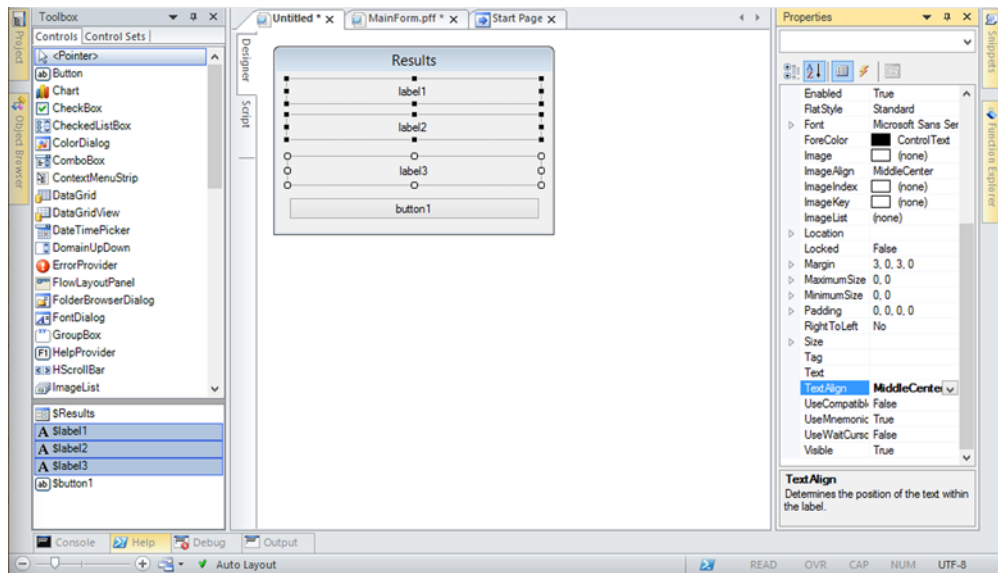 Toolbox
Controls Control Sets
<Pointer>
ab Button
Chart
CheckBox
CheckedListBox
ColorDialog
ComboBox
ContextMenuStrip
DataGrid
DataGridView
DateTimePicker
DomainUpDown
ErrorProvider
FlowLayoutPanel
FolderBrowserDialog
FontDialog
GroupBox
F1 HelpProvider
HScrollBar
ImageList
$Results
A $label1
A $label2
A $label3
ab $button1
Project
Object Browser
Untitled * x
MainForm.pff * x
Start Page x
Designer
Script
Results
label1
label2
label3
button1
Properties
Enabled True
FlatStyle Standard
Font Microsoft Sans Ser
ForeColor ControlText
Image (none)
ImageAlign MiddleCenter
ImageIndex (none)
ImageKey (none)
ImageList (none)
Location
Locked False
Margin 3, 0, 3, 0
MaximumSize 0, 0
MinimumSize 0, 0
Padding 0, 0, 0, 0
RightToLeft No
Size
Tag
Text
TextAlign MiddleCenter
UseCompatibl False
UseMnemonic True
UseWaitCursc False
Visible True
TextAlign
Determines the position of the text within
the label.
Snippets
Function Explorer
Console Help Debug Output
Auto Layout
READ OVR CAP NUM UTF-8